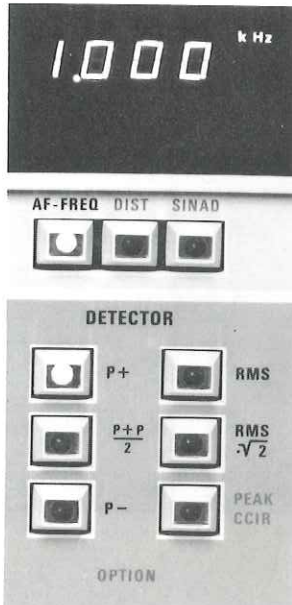 1.000 kHz
AF-FREQ DIST SINAD
DETECTOR
P+ RMS
P+P/2 RMS·√2
P− PEAK CCIR
OPTION